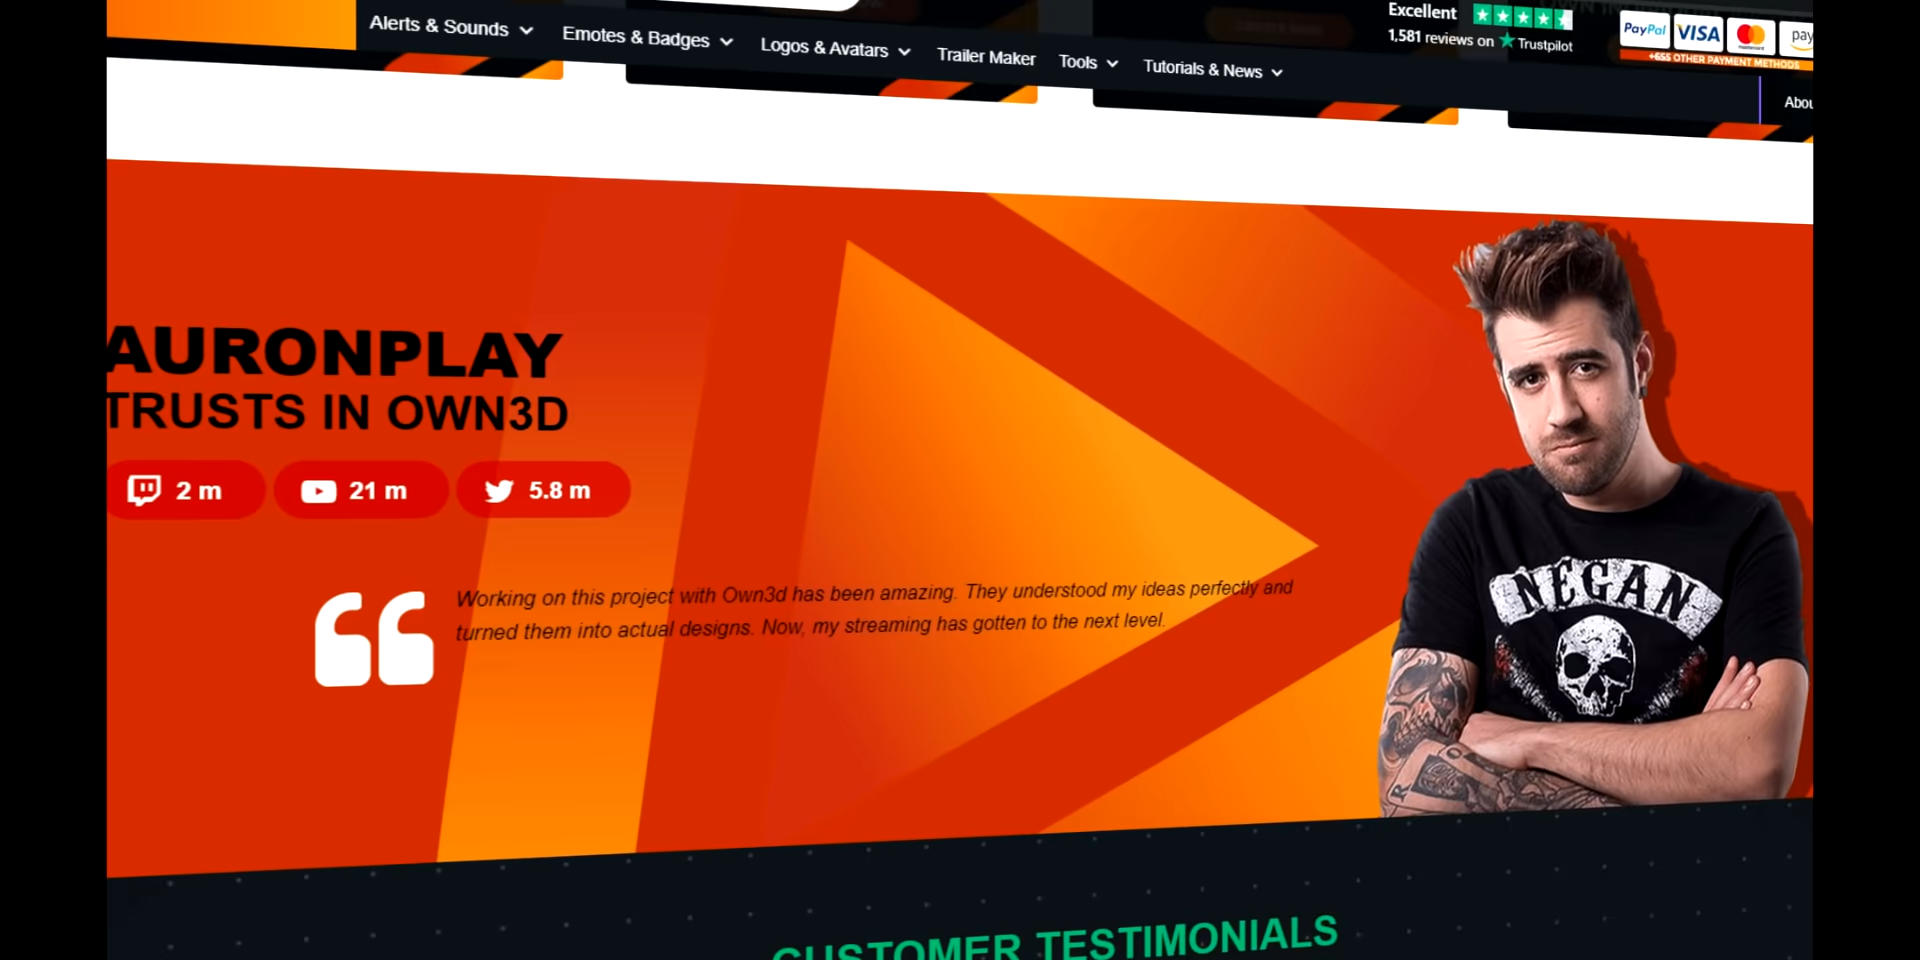 Alerts & Sounds
Emotes & Badges
Logos & Avatars
Trailer Maker
Tools
Tutorials & News
Excellent
1,581 reviews on Trustpilot
PayPal
VISA
mastercard
pay
+655 OTHER PAYMENT METHODS
Abou
AURONPLAY
TRUSTS IN OWN3D
2 m
21 m
5.8 m
Working on this project with Own3d has been amazing. They understood my ideas perfectly and
turned them into actual designs. Now, my streaming has gotten to the next level.
NEGAN
R
CUSTOMER TESTIMONIALS